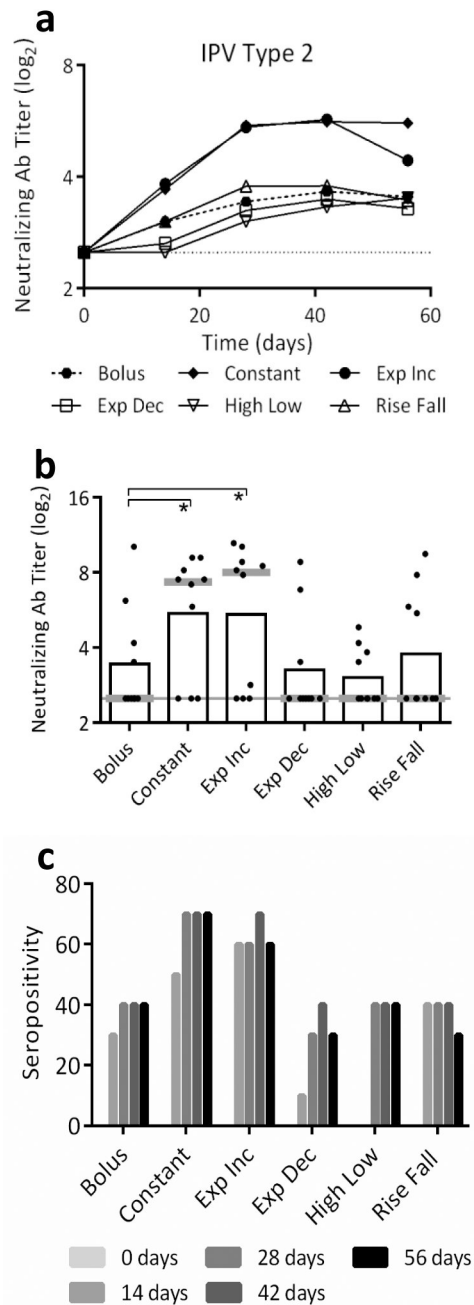 a
IPV Type 2
Neutralizing Ab Titer (log2)
8
4
2
0 20 40 60
Time (days)
Bolus Constant Exp Inc
Exp Dec High Low Rise Fall
b
Neutralizing Ab Titer (log2)
16
8
4
2
* *
Bolus Constant Exp Inc Exp Dec High Low Rise Fall
c
Seropositivity
80
60
40
20
0
Bolus Constant Exp Inc Exp Dec High Low Rise Fall
0 days 28 days 56 days
14 days 42 days